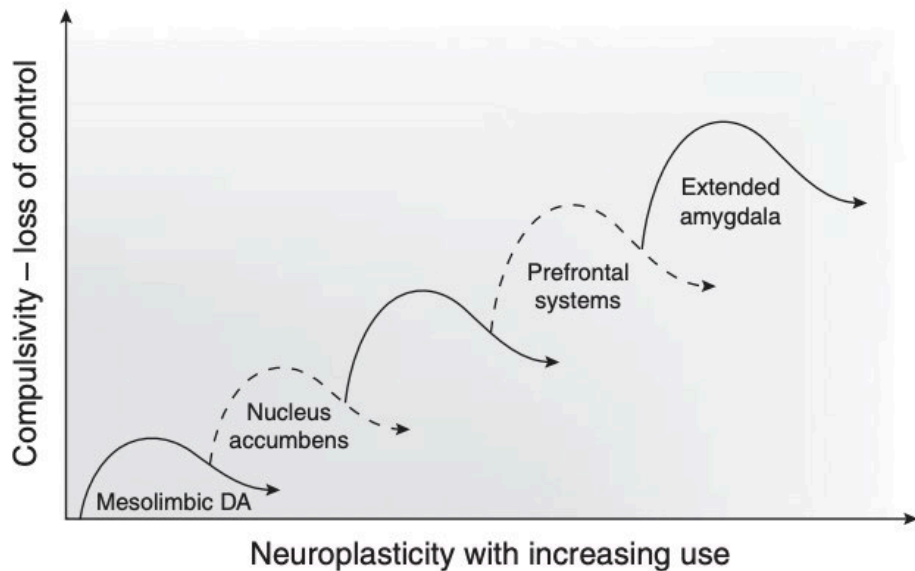 Compulsivity – loss of control
Extended
amygdala
Prefrontal
systems
Nucleus
accumbens
Mesolimbic DA
Neuroplasticity with increasing use